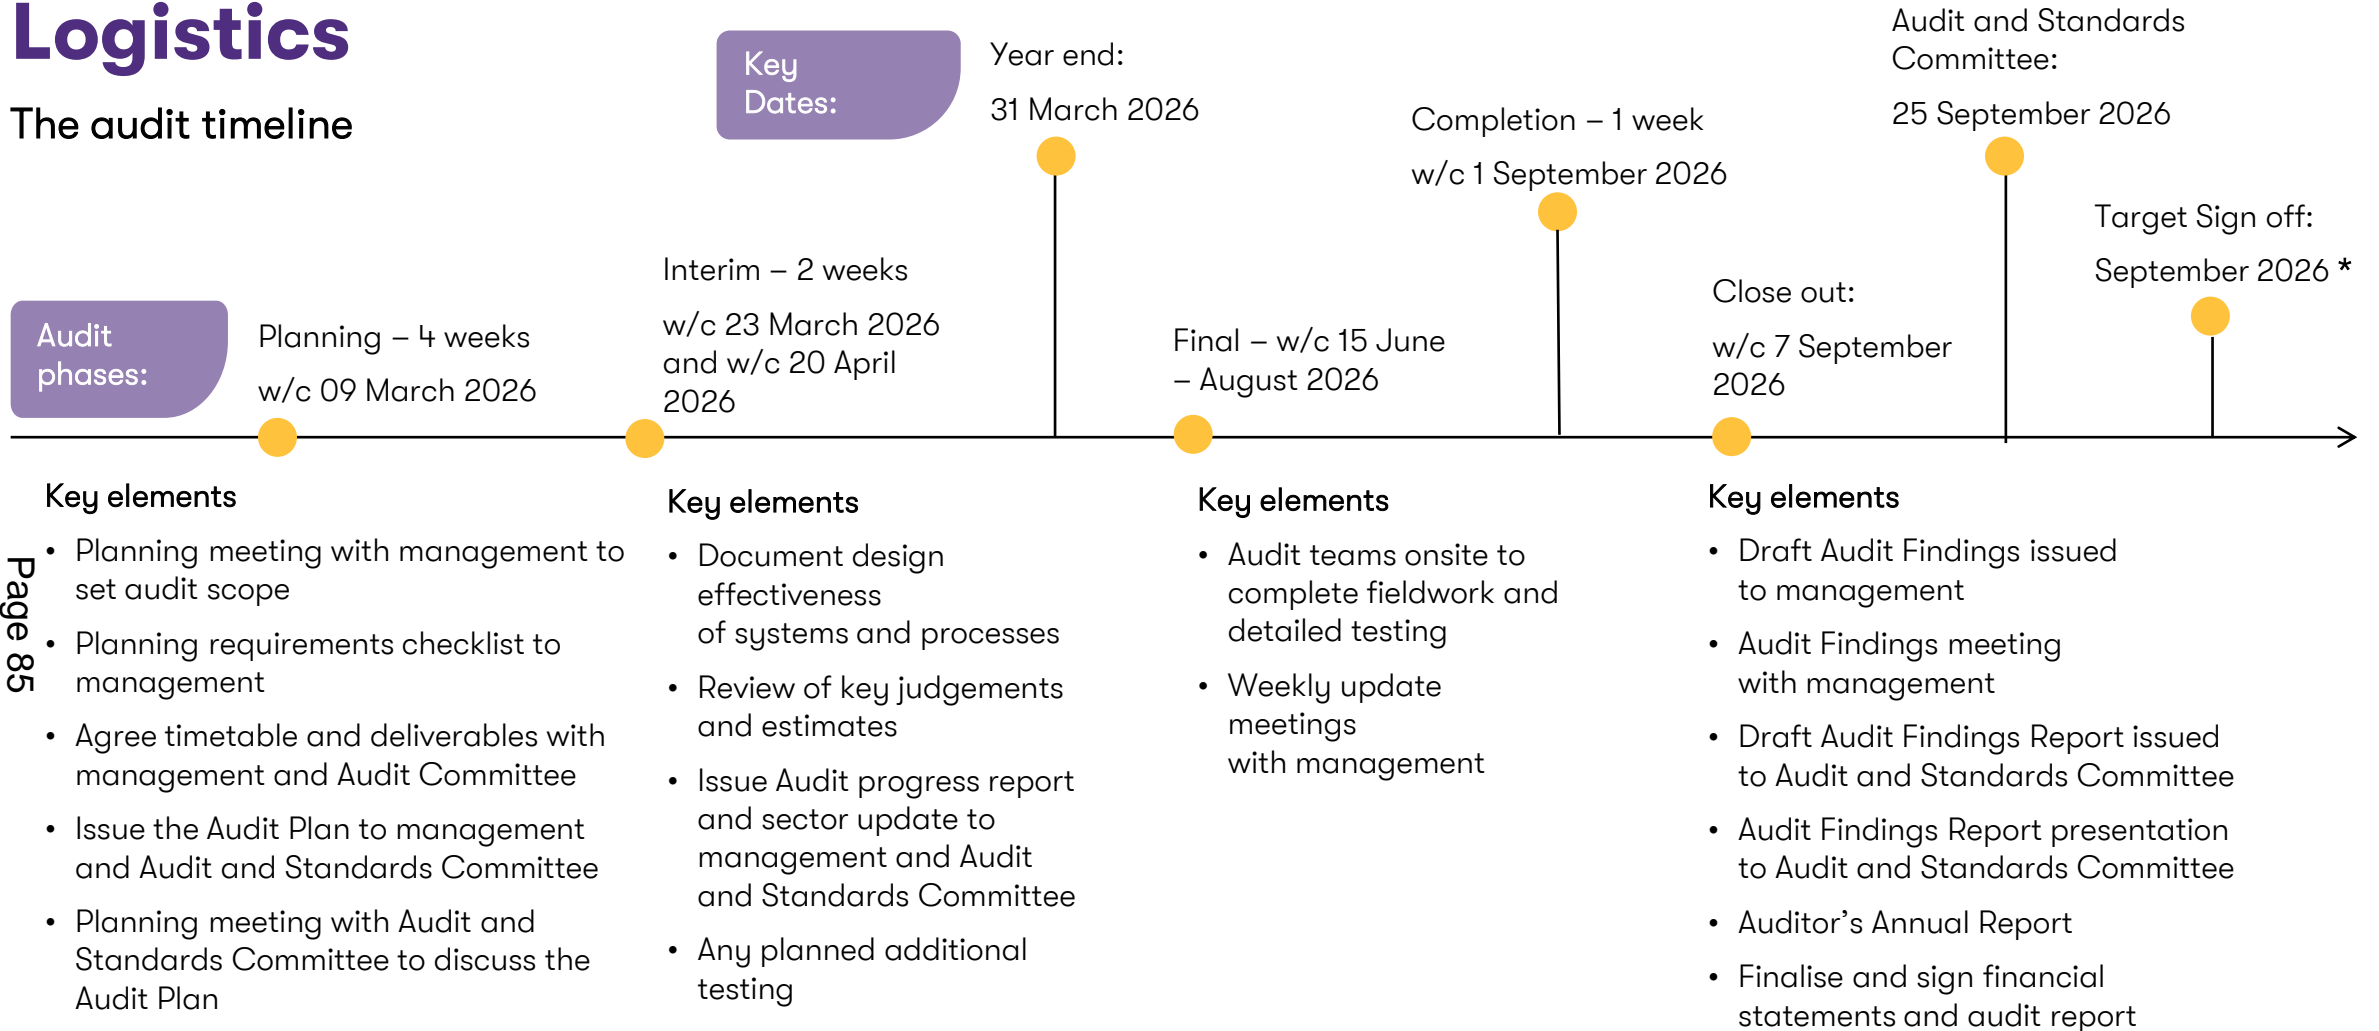 Logistics
The audit timeline
Key
Dates:
Year end:
31 March 2026
Completion – 1 week
w/c 1 September 2026
Audit and Standards
Committee:
25 September 2026
Target Sign off:
September 2026 *
Audit
phases:
Planning – 4 weeks
w/c 09 March 2026
Interim – 2 weeks
w/c 23 March 2026
and w/c 20 April
2026
Final – w/c 15 June
– August 2026
Close out:
w/c 7 September
2026
Key elements
• Planning meeting with management to
set audit scope
• Planning requirements checklist to
management
• Agree timetable and deliverables with
management and Audit Committee
• Issue the Audit Plan to management
and Audit and Standards Committee
• Planning meeting with Audit and
Standards Committee to discuss the
Audit Plan
Key elements
• Document design
effectiveness
of systems and processes
• Review of key judgements
and estimates
• Issue Audit progress report
and sector update to
management and Audit
and Standards Committee
• Any planned additional
testing
Key elements
• Audit teams onsite to
complete fieldwork and
detailed testing
• Weekly update
meetings
with management
Key elements
• Draft Audit Findings issued
to management
• Audit Findings meeting
with management
• Draft Audit Findings Report issued
to Audit and Standards Committee
• Audit Findings Report presentation
to Audit and Standards Committee
• Auditor’s Annual Report
• Finalise and sign financial
statements and audit report
Page 85